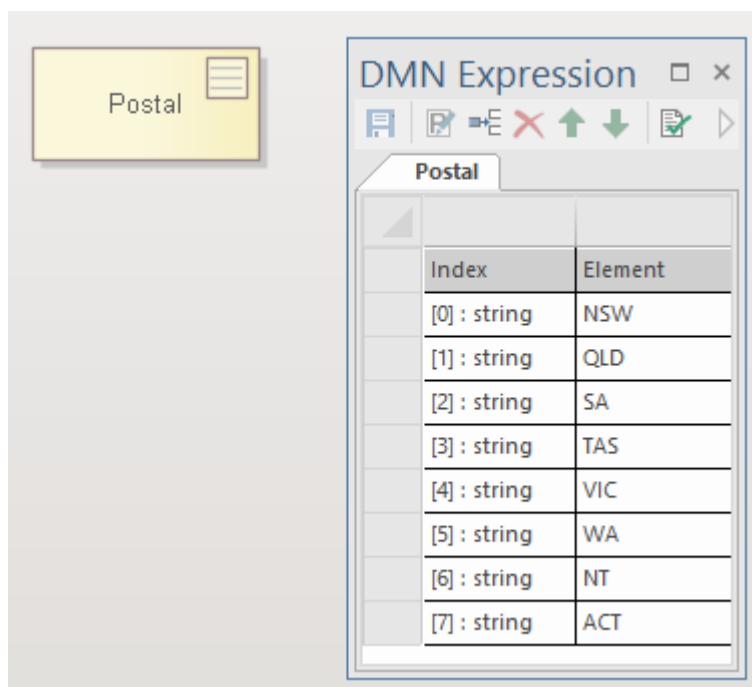 Postal
DMN Expression
Postal
Index Element
[0] : string NSW
[1] : string QLD
[2] : string SA
[3] : string TAS
[4] : string VIC
[5] : string WA
[6] : string NT
[7] : string ACT